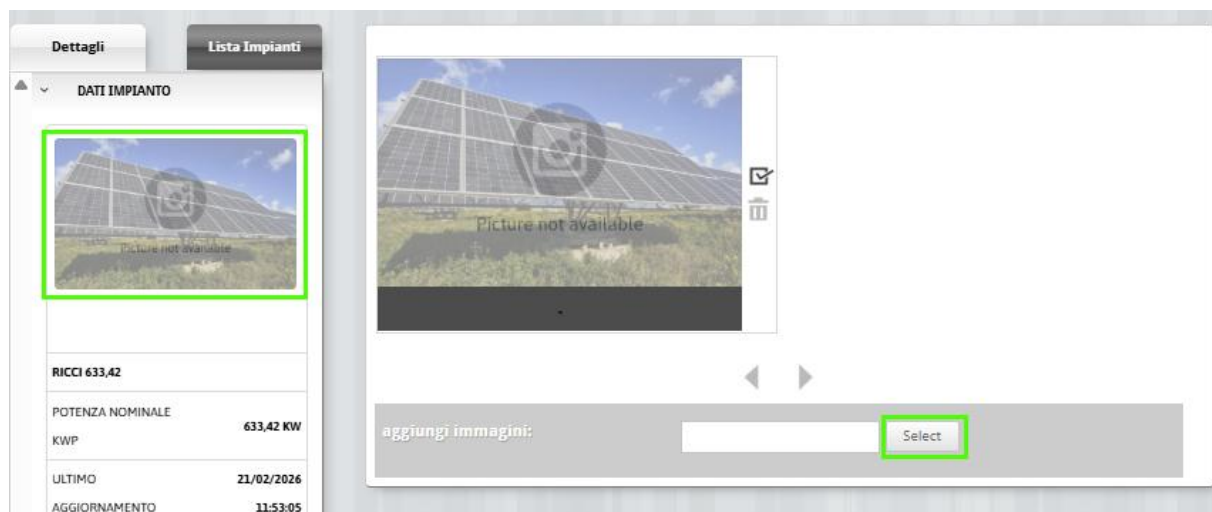 Dettagli
Lista Impianti
DATI IMPIANTO
Picture not available
RICCI 633,42
POTENZA NOMINALE
KWP
633,42 KW
ULTIMO
AGGIORNAMENTO
21/02/2026
11:53:05
Picture not available
aggiungi immagini:
Select